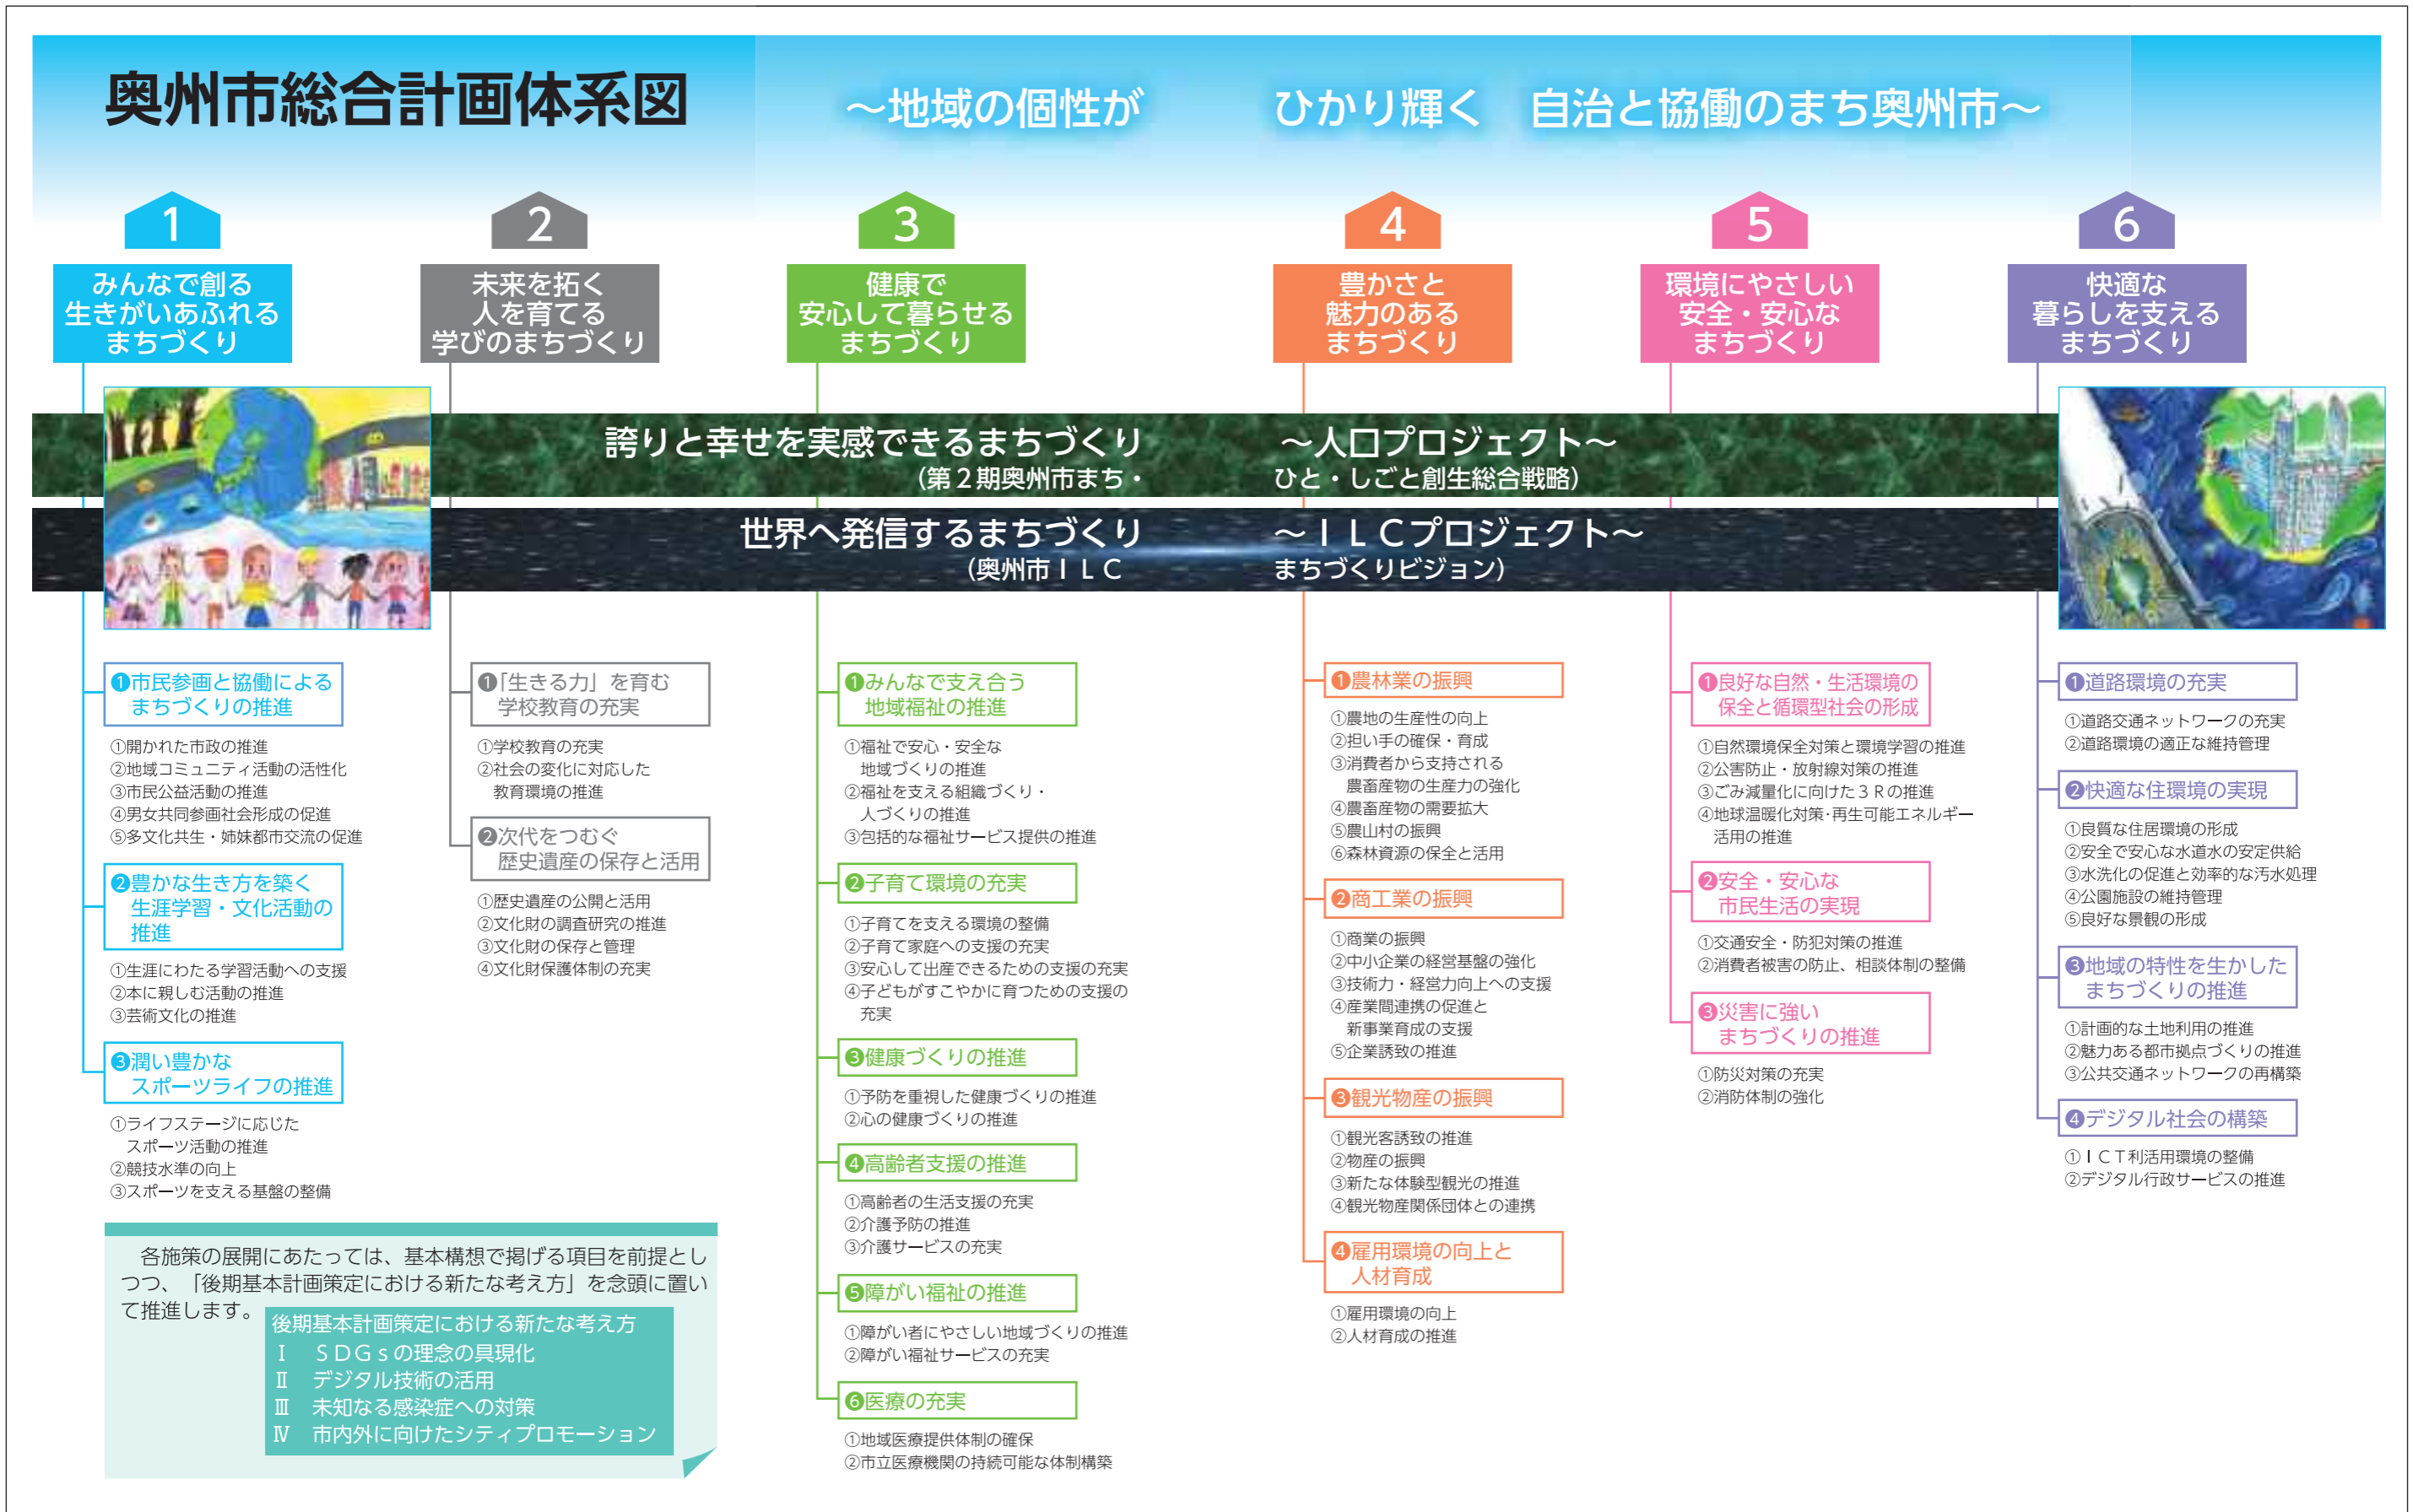 奥州市総合計画体系図
～地域の個性が　ひかり輝く　自治と協働のまち奥州市～
1
みんなで創る
生きがいあふれる
まちづくり
2
未来を拓く
人を育てる
学びのまちづくり
3
健康で
安心して暮らせる
まちづくり
4
豊かさと
魅力のある
まちづくり
5
環境にやさしい
安全・安心な
まちづくり
6
快適な
暮らしを支える
まちづくり
誇りと幸せを実感できるまちづくり　～人口プロジェクト～
（第２期奥州市まち・ひと・しごと創生総合戦略）
世界へ発信するまちづくり　～ＩＬＣプロジェクト～
（奥州市ＩＬＣまちづくりビジョン）
❶市民参画と協働による
まちづくりの推進
①開かれた市政の推進
②地域コミュニティ活動の活性化
③市民公益活動の推進
④男女共同参画社会形成の促進
⑤多文化共生・姉妹都市交流の促進
❷豊かな生き方を築く
生涯学習・文化活動の
推進
①生涯にわたる学習活動への支援
②本に親しむ活動の推進
③芸術文化の推進
❸潤い豊かな
スポーツライフの推進
①ライフステージに応じた
スポーツ活動の推進
②競技水準の向上
③スポーツを支える基盤の整備
❶「生きる力」を育む
学校教育の充実
①学校教育の充実
②社会の変化に対応した
教育環境の推進
❷次代をつむぐ
歴史遺産の保存と活用
①歴史遺産の公開と活用
②文化財の調査研究の推進
③文化財の保存と管理
④文化財保護体制の充実
❶みんなで支え合う
地域福祉の推進
①福祉で安心・安全な
地域づくりの推進
②福祉を支える組織づくり・
人づくりの推進
③包括的な福祉サービス提供の推進
❷子育て環境の充実
①子育てを支える環境の整備
②子育て家庭への支援の充実
③安心して出産できるための支援の充実
④子どもがすこやかに育つための支援の
充実
❸健康づくりの推進
①予防を重視した健康づくりの推進
②心の健康づくりの推進
❹高齢者支援の推進
①高齢者の生活支援の充実
②介護予防の推進
③介護サービスの充実
❺障がい福祉の推進
①障がい者にやさしい地域づくりの推進
②障がい福祉サービスの充実
❻医療の充実
①地域医療提供体制の確保
②市立医療機関の持続可能な体制構築
❶農林業の振興
①農地の生産性の向上
②担い手の確保・育成
③消費者から支持される
農畜産物の生産力の強化
④農畜産物の需要拡大
⑤農山村の振興
⑥森林資源の保全と活用
❷商工業の振興
①商業の振興
②中小企業の経営基盤の強化
③技術力・経営力向上への支援
④産業間連携の促進と
新事業育成の支援
⑤企業誘致の推進
❸観光物産の振興
①観光客誘致の推進
②物産の振興
③新たな体験型観光の推進
④観光物産関係団体との連携
❹雇用環境の向上と
人材育成
①雇用環境の向上
②人材育成の推進
❶良好な自然・生活環境の
保全と循環型社会の形成
①自然環境保全対策と環境学習の推進
②公害防止・放射線対策の推進
③ごみ減量化に向けた３Ｒの推進
④地球温暖化対策･再生可能エネルギー
活用の推進
❷安全・安心な
市民生活の実現
①交通安全・防犯対策の推進
②消費者被害の防止、相談体制の整備
❸災害に強い
まちづくりの推進
①防災対策の充実
②消防体制の強化
❶道路環境の充実
①道路交通ネットワークの充実
②道路環境の適正な維持管理
❷快適な住環境の実現
①良質な住居環境の形成
②安全で安心な水道水の安定供給
③水洗化の促進と効率的な汚水処理
④公園施設の維持管理
⑤良好な景観の形成
❸地域の特性を生かした
まちづくりの推進
①計画的な土地利用の推進
②魅力ある都市拠点づくりの推進
③公共交通ネットワークの再構築
❹デジタル社会の構築
①ＩＣＴ利活用環境の整備
②デジタル行政サービスの推進
各施策の展開にあたっては、基本構想で掲げる項目を前提とし
つつ、「後期基本計画策定における新たな考え方」を念頭に置い
て推進します。
後期基本計画策定における新たな考え方
Ⅰ　ＳＤＧｓの理念の具現化
Ⅱ　デジタル技術の活用
Ⅲ　未知なる感染症への対策
Ⅳ　市内外に向けたシティプロモーション